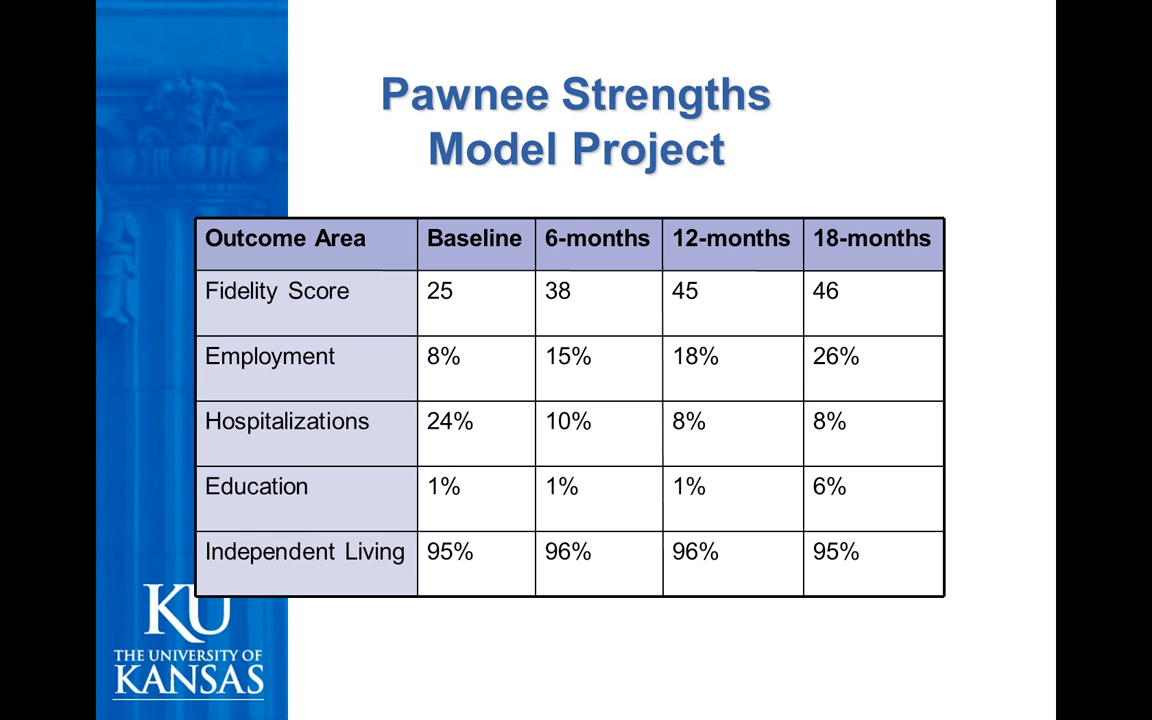 Pawnee Strengths
Model Project
Outcome Area Baseline 6-months 12-months 18-months
Fidelity Score 25 38 45 46
Employment 8% 15% 18% 26%
Hospitalizations 24% 10% 8% 8%
Education 1% 1% 1% 6%
Independent Living 95% 96% 96% 95%
KU
THE UNIVERSITY OF
KANSAS